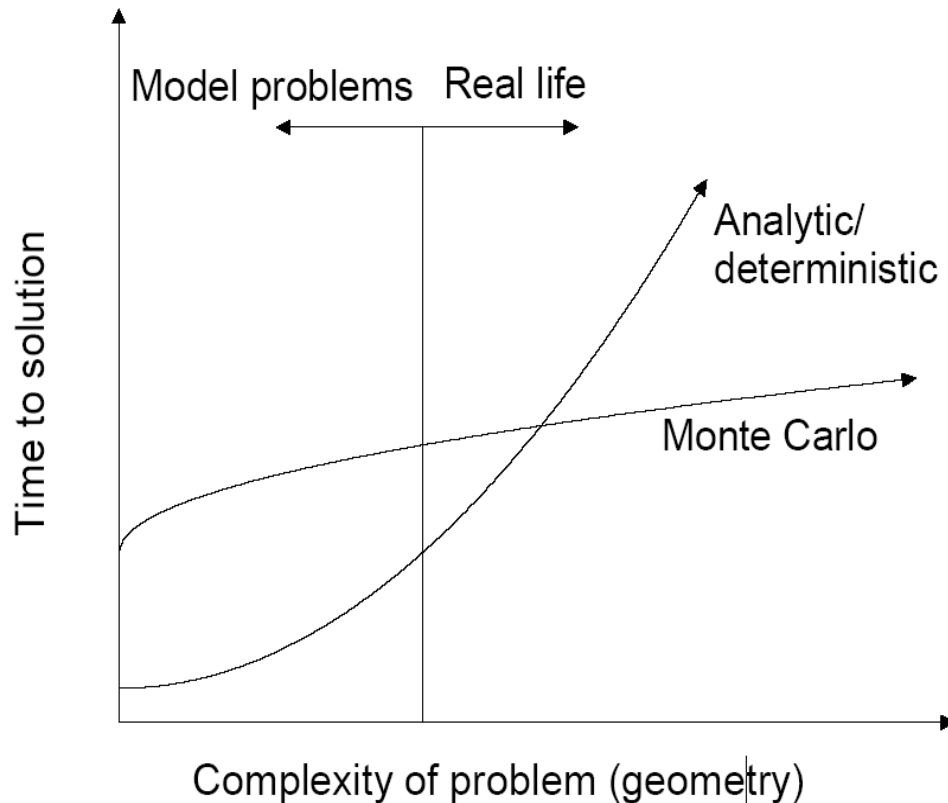 Model problems
Real life
Analytic/
deterministic
Monte Carlo
Time to solution
Complexity of problem (geometry)